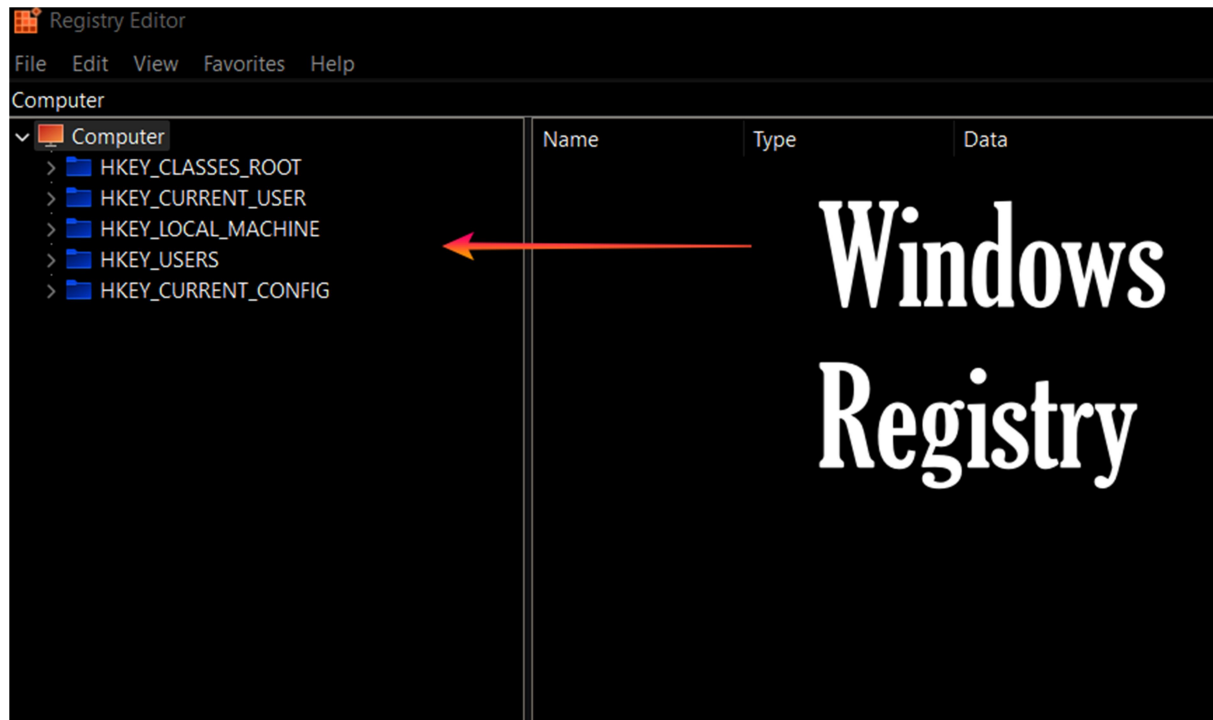 Registry Editor
File Edit View Favorites Help
Computer
Computer
HKEY_CLASSES_ROOT
HKEY_CURRENT_USER
HKEY_LOCAL_MACHINE
HKEY_USERS
HKEY_CURRENT_CONFIG
Name Type Data
Windows
Registry